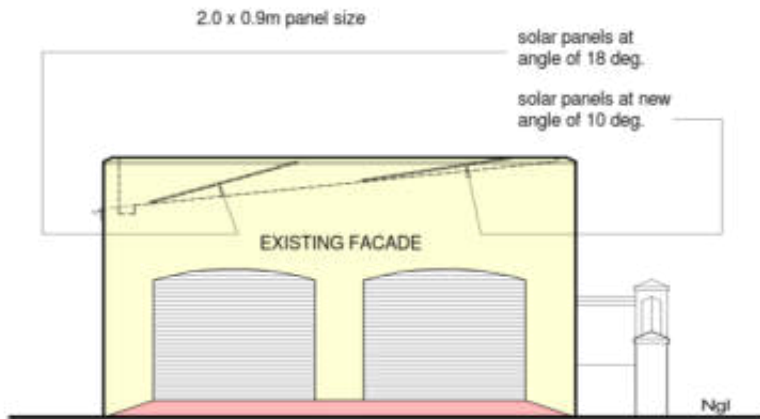 2.0 x 0.9m panel size
solar panels at
angle of 18 deg.
solar panels at new
angle of 10 deg.
EXISTING FACADE
Ngl